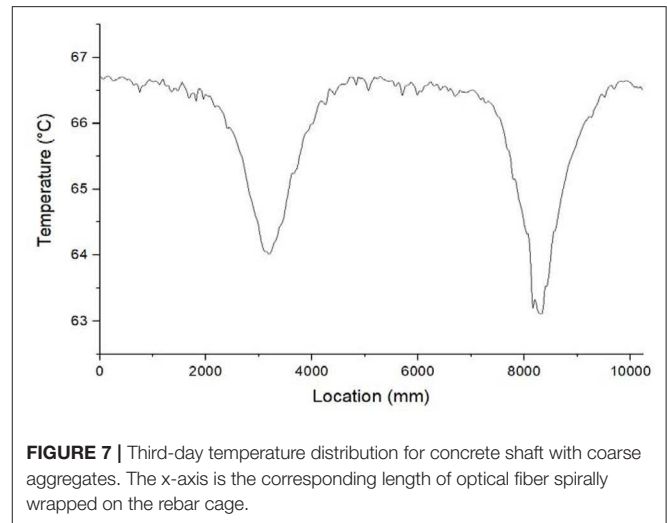 67
66
65
64
63
Temperature (°C)
0 2000 4000 6000 8000 10000
Location (mm)
FIGURE 7 | Third-day temperature distribution for concrete shaft with coarse
aggregates. The x-axis is the corresponding length of optical fiber spirally
wrapped on the rebar cage.